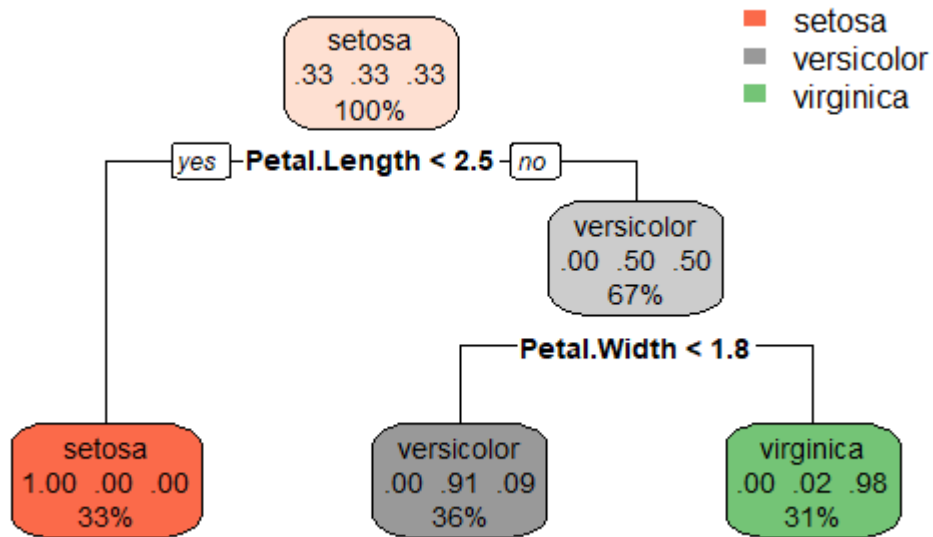 setosa
.33 .33 .33
100%
setosa
versicolor
virginica
yes Petal.Length < 2.5 no
versicolor
.00 .50 .50
67%
Petal.Width < 1.8
setosa
1.00 .00 .00
33%
versicolor
.00 .91 .09
36%
virginica
.00 .02 .98
31%